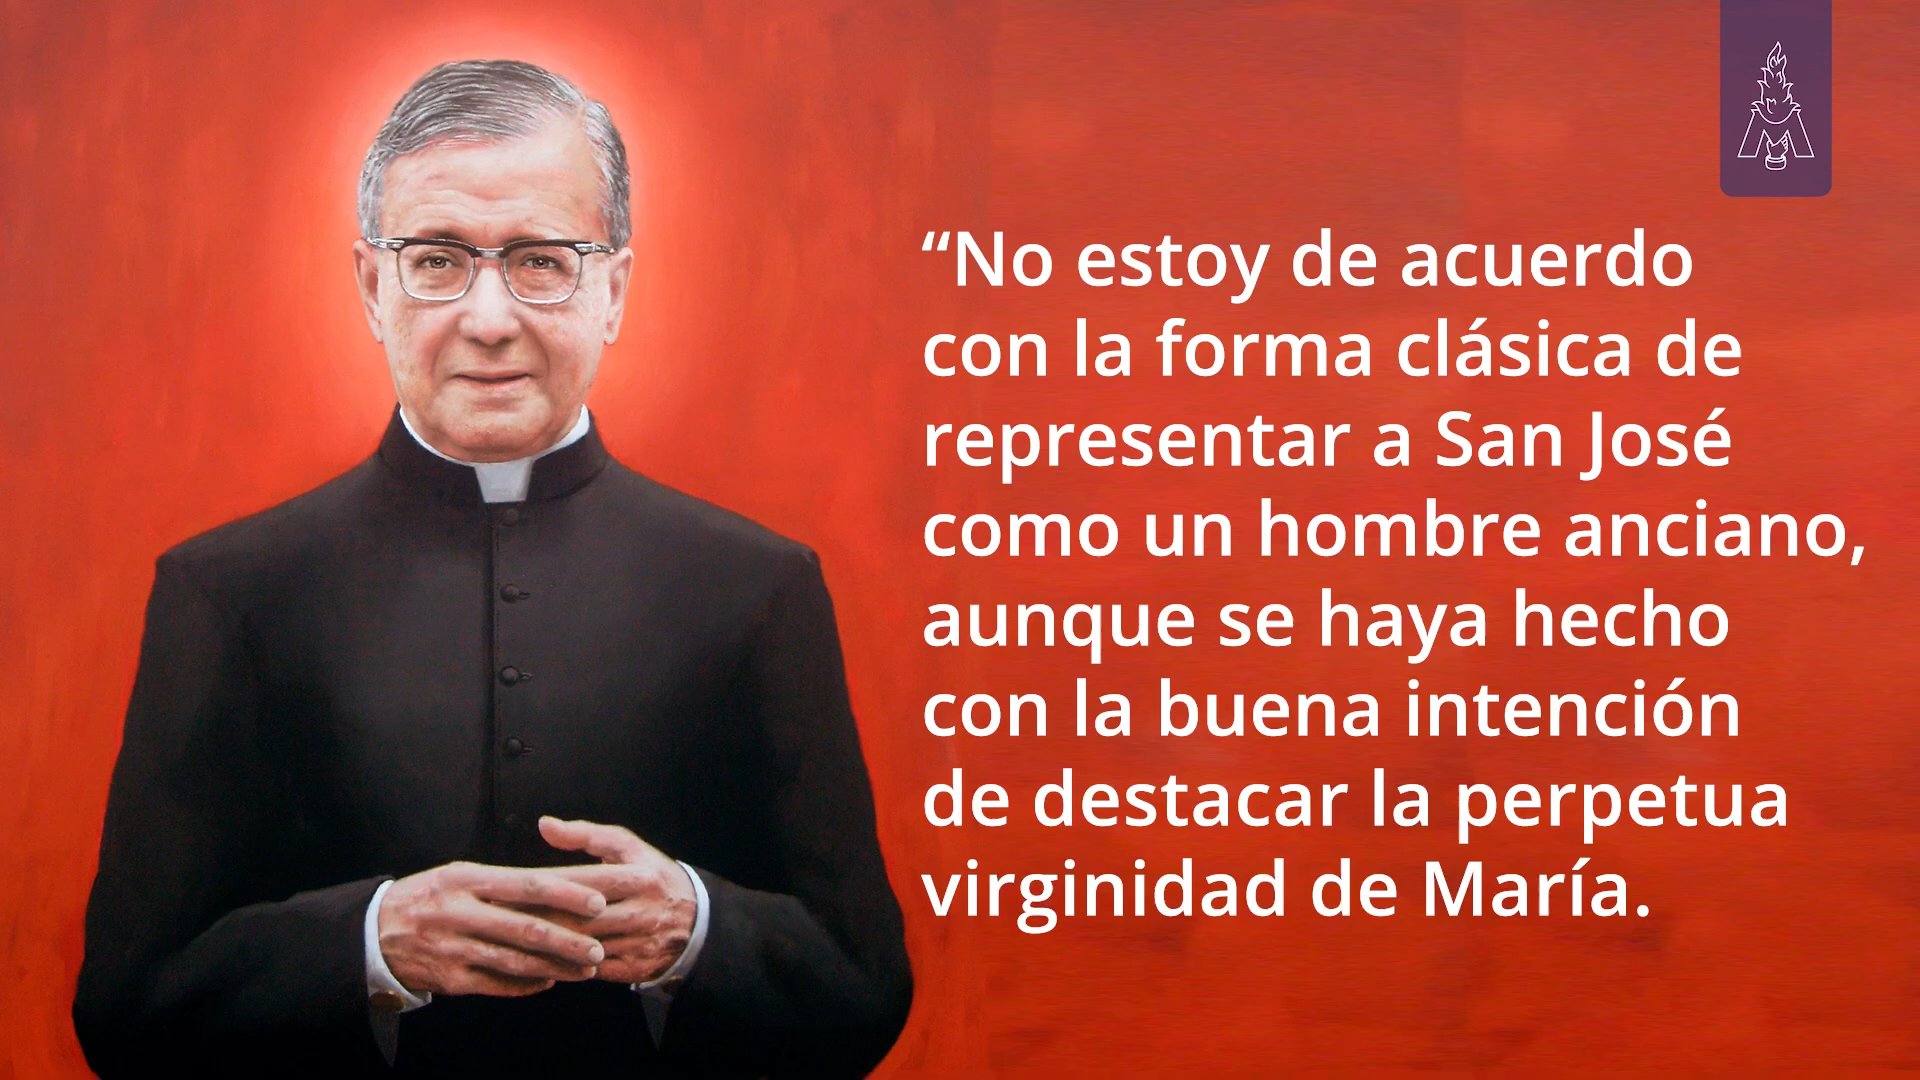 “No estoy de acuerdo
con la forma clásica de
representar a San José
como un hombre anciano,
aunque se haya hecho
con la buena intención
de destacar la perpetua
virginidad de María.